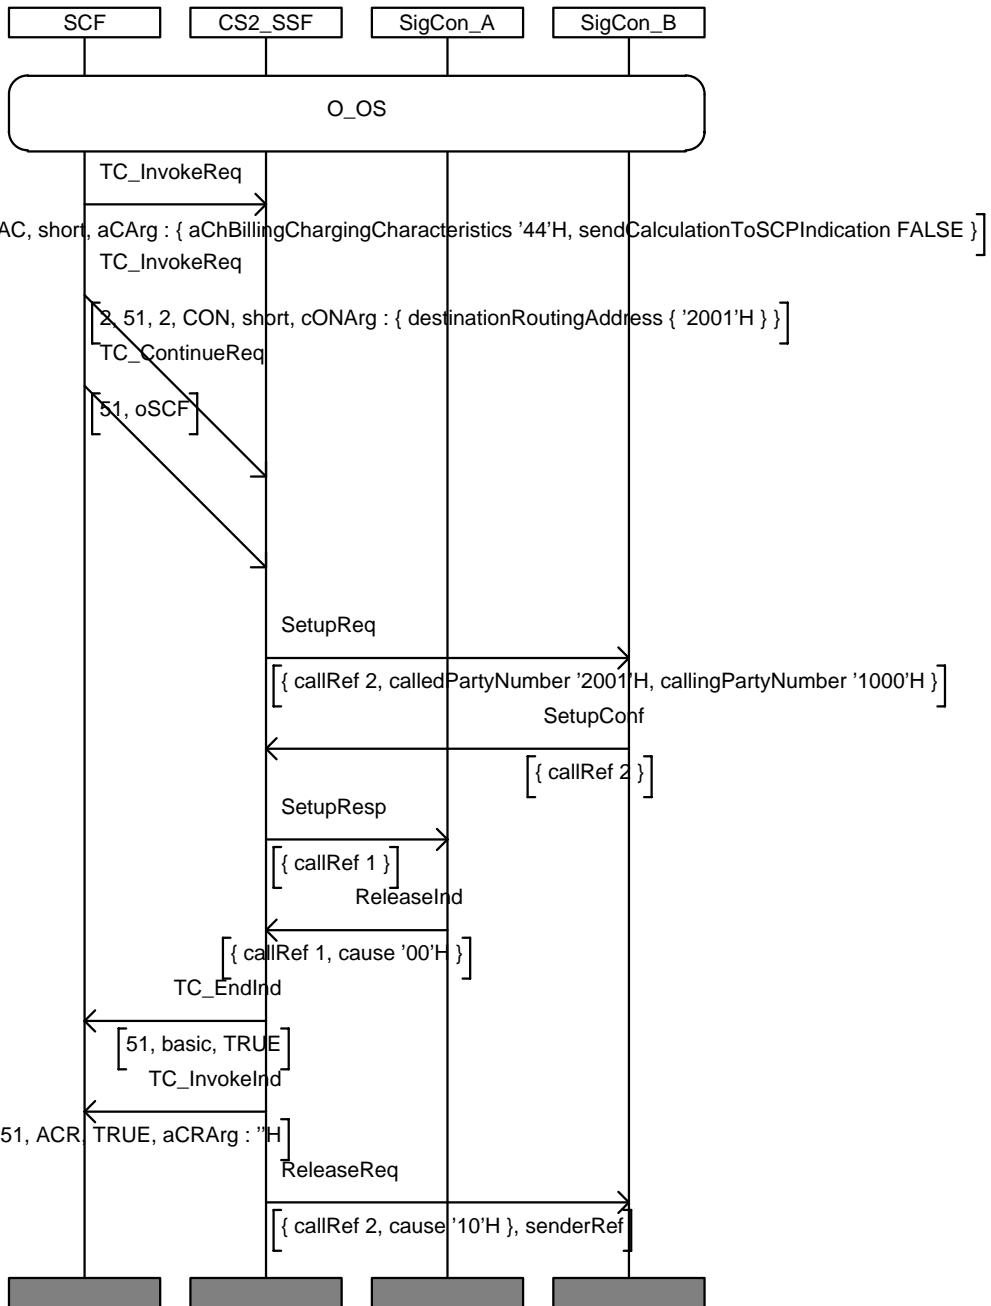 SCF CS2_SSF SigCon_A SigCon_B
O_OS
TC_InvokeReq
AC, short, aCArg : { aChBillingChargingCharacteristics '44'H, sendCalculationToSCPIndication FALSE }
TC_InvokeReq
2, 51, 2, CON, short, cONArg : { destinationRoutingAddress { '2001'H } }
TC_ContinueReq
51, oSCF
SetupReq
{ callRef 2, calledPartyNumber '2001'H, callingPartyNumber '1000'H }
SetupConf
{ callRef 2 }
SetupResp
{ callRef 1 }
ReleaseInd
{ callRef 1, cause '00'H }
TC_EndInd
51, basic, TRUE
TC_InvokeInd
51, ACR, TRUE, aCRArg : ''H
ReleaseReq
{ callRef 2, cause '10'H }, senderRef